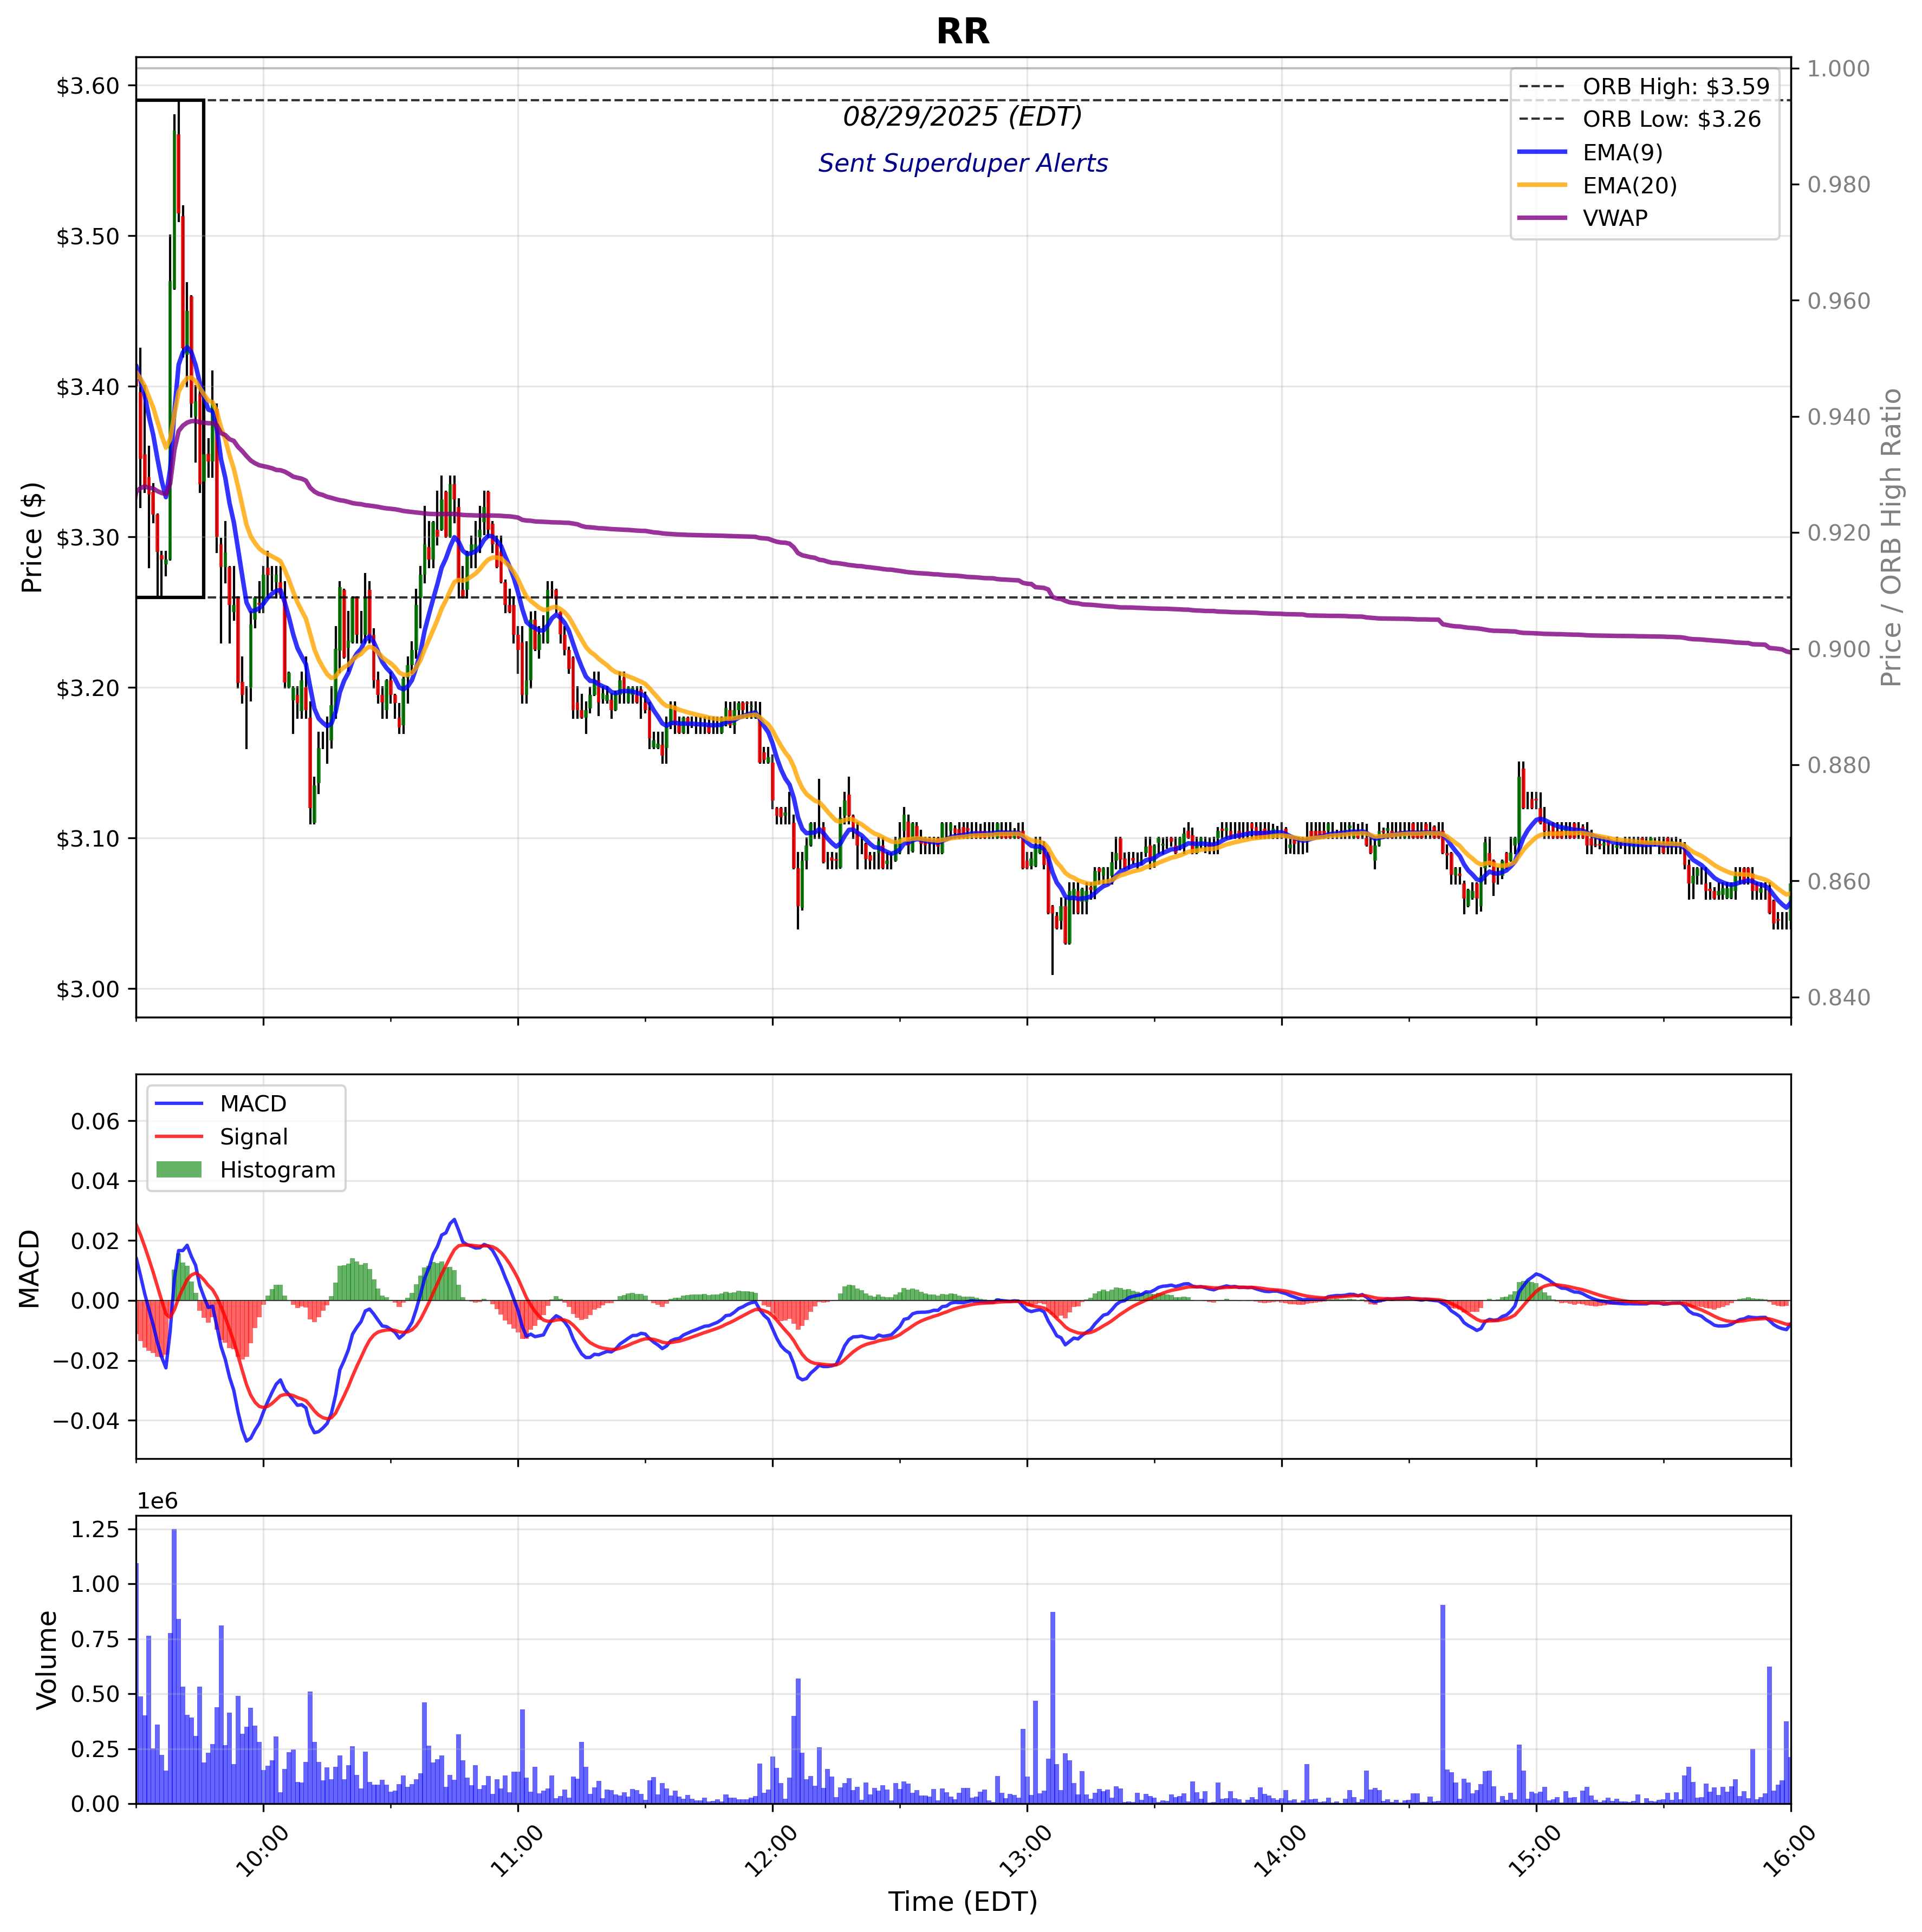 RR
08/29/2025 (EDT)
Sent Superduper Alerts
ORB High: $3.59
ORB Low: $3.26
EMA(9)
EMA(20)
VWAP
$3.60
$3.50
$3.40
$3.30
$3.20
$3.10
$3.00
Price ($)
1.000
0.980
0.960
0.940
0.920
0.900
0.880
0.860
0.840
Price / ORB High Ratio
MACD
Signal
Histogram
0.06
0.04
0.02
0.00
−0.02
−0.04
MACD
1e6
1.25
1.00
0.75
0.50
0.25
0.00
Volume
10:00
11:00
12:00
13:00
14:00
15:00
16:00
Time (EDT)